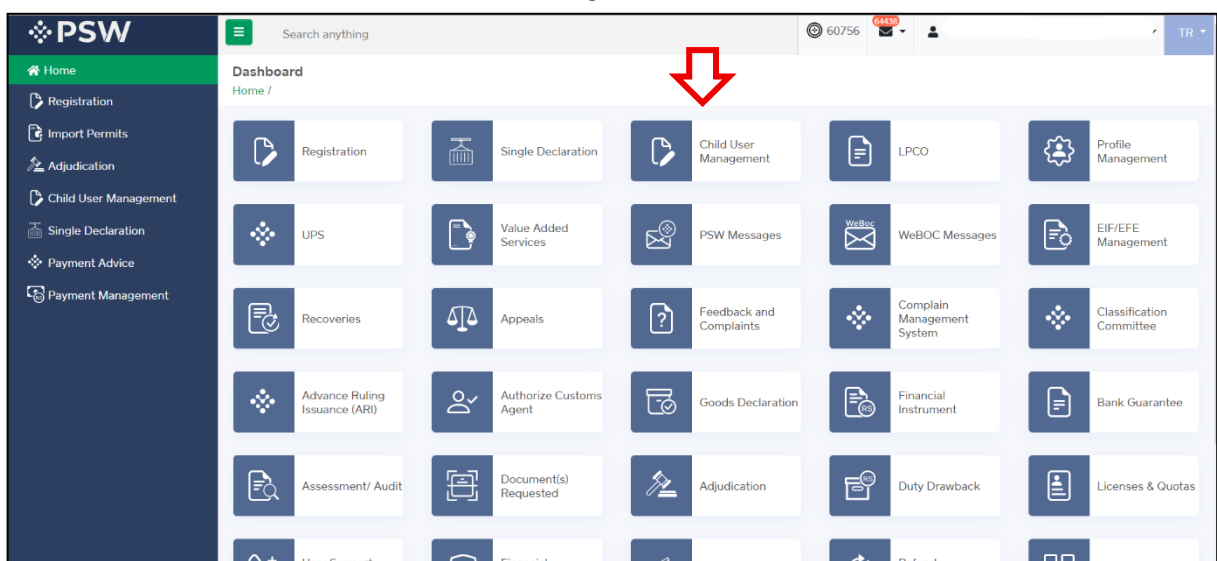 PSW
Search anything
60756
64438
TR
Home
Registration
Import Permits
Adjudication
Child User Management
Single Declaration
Payment Advice
Payment Management
Dashboard
Home /
Registration
Single Declaration
Child User
Management
LPCO
Profile
Management
UPS
Value Added
Services
PSW Messages
WeBoc
WeBOC Messages
EIF/EFE
Management
Recoveries
Appeals
Feedback and
Complaints
Complain
Management
System
Classification
Committee
Advance Ruling
Issuance (ARI)
Authorize Customs
Agent
Goods Declaration
RS
Financial
Instrument
Bank Guarantee
Assessment/ Audit
Document(s)
Requested
Adjudication
RS
Duty Drawback
Licenses & Quotas